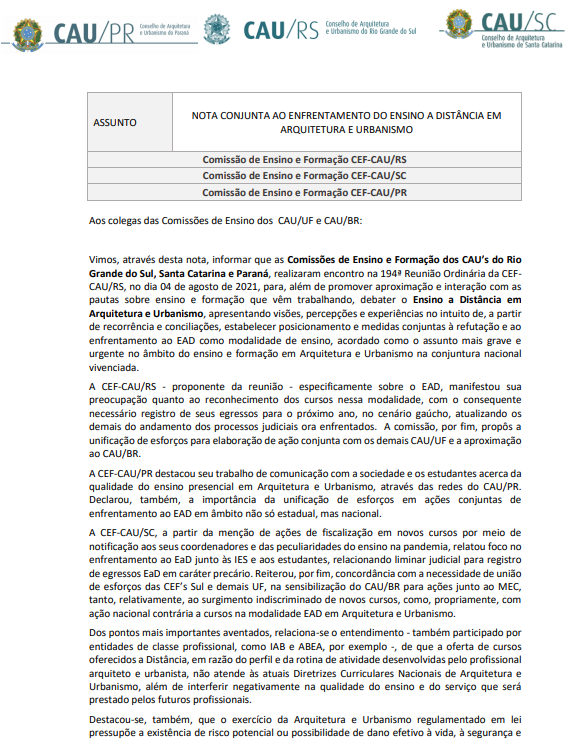 CAU/PR Conselho de Arquitetura
e Urbanismo do Paraná
CAU/RS Conselho de Arquitetura
e Urbanismo do Rio Grande do Sul
CAU/SC
Conselho de Arquitetura
e Urbanismo de Santa Catarina
ASSUNTO
NOTA CONJUNTA AO ENFRENTAMENTO DO ENSINO A DISTÂNCIA EM
ARQUITETURA E URBANISMO
Comissão de Ensino e Formação CEF-CAU/RS
Comissão de Ensino e Formação CEF-CAU/SC
Comissão de Ensino e Formação CEF-CAU/PR
Aos colegas das Comissões de Ensino dos CAU/UF e CAU/BR:
Vimos, através desta nota, informar que as Comissões de Ensino e Formação dos CAU's do Rio
Grande do Sul, Santa Catarina e Paraná, realizaram encontro na 194ª Reunião Ordinária da CEF-
CAU/RS, no dia 04 de agosto de 2021, para, além de promover aproximação e interação com as
pautas sobre ensino e formação que vêm trabalhando, debater o Ensino a Distância em
Arquitetura e Urbanismo, apresentando visões, percepções e experiências no intuito de, a partir
de recorrência e conciliações, estabelecer posicionamento e medidas conjuntas à refutação e ao
enfrentamento ao EAD como modalidade de ensino, acordado como o assunto mais grave e
urgente no âmbito do ensino e formação em Arquitetura e Urbanismo na conjuntura nacional
vivenciada.
A CEF-CAU/RS - proponente da reunião - especificamente sobre o EAD, manifestou sua
preocupação quanto ao reconhecimento dos cursos nessa modalidade, com o consequente
necessário registro de seus egressos para o próximo ano, no cenário gaúcho, atualizando os
demais do andamento dos processos judiciais ora enfrentados. A comissão, por fim, propôs a
unificação de esforços para elaboração de ação conjunta com os demais CAU/UF e a aproximação
ao CAU/BR.
A CEF-CAU/PR destacou seu trabalho de comunicação com a sociedade e os estudantes acerca da
qualidade do ensino presencial em Arquitetura e Urbanismo, através das redes do CAU/PR.
Declarou, também, a importância da unificação de esforços em ações conjuntas de
enfrentamento ao EAD em âmbito não só estadual, mas nacional.
A CEF-CAU/SC, a partir da menção de ações de fiscalização em novos cursos por meio de
notificação aos seus coordenadores e das peculiaridades do ensino na pandemia, relatou foco no
enfrentamento ao EaD junto às IES e aos estudantes, relacionando liminar judicial para registro
de egressos EaD em caráter precário. Reiterou, por fim, concordância com a necessidade de união
de esforços das CEF's Sul e demais UF, na sensibilização do CAU/BR para ações junto ao MEC,
tanto, relativamente, ao surgimento indiscriminado de novos cursos, como, propriamente, com
ação nacional contrária a cursos na modalidade EAD em Arquitetura e Urbanismo.
Dos pontos mais importantes aventados, relaciona-se o entendimento - também participado por
entidades de classe profissional, como IAB e ABEA, por exemplo -, de que a oferta de cursos
oferecidos a Distância, em razão do perfil e da rotina de atividade desenvolvidas pelo profissional
arquiteto e urbanista, não atende às atuais Diretrizes Curriculares Nacionais de Arquitetura e
Urbanismo, além de interferir negativamente na qualidade do ensino e do serviço que será
prestado pelos futuros profissionais.
Destacou-se, também, que o exercício da Arquitetura e Urbanismo regulamentado em lei
pressupõe a existência de risco potencial ou possibilidade de dano efetivo à vida, à segurança e